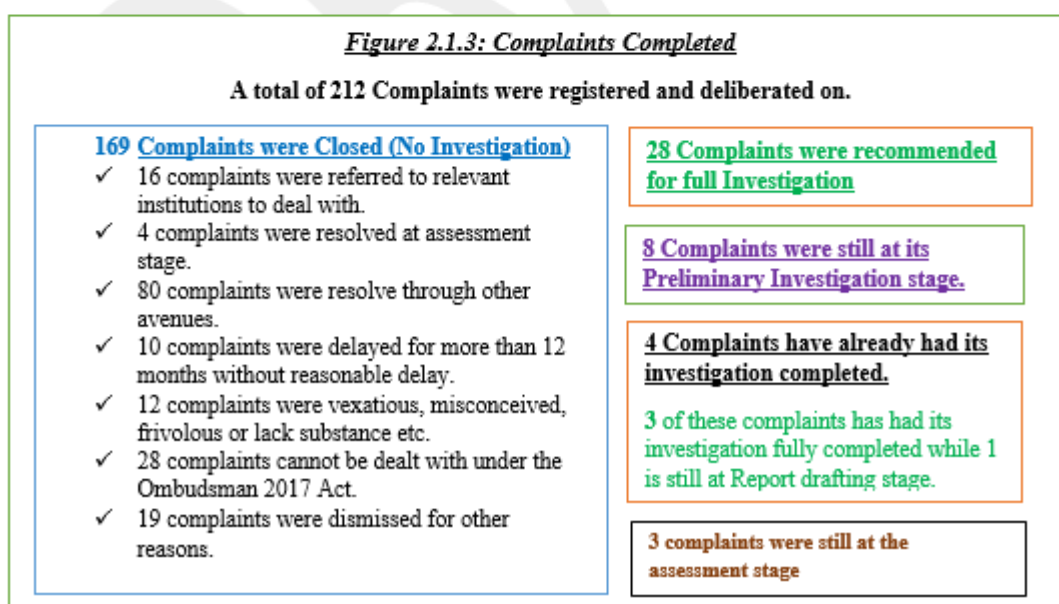 Figure 2.1.3: Complaints Completed
A total of 212 Complaints were registered and deliberated on.
169 Complaints were Closed (No Investigation)
✓ 16 complaints were referred to relevant
institutions to deal with.
✓ 4 complaints were resolved at assessment
stage.
✓ 80 complaints were resolve through other
avenues.
✓ 10 complaints were delayed for more than 12
months without reasonable delay.
✓ 12 complaints were vexatious, misconceived,
frivolous or lack substance etc.
✓ 28 complaints cannot be dealt with under the
Ombudsman 2017 Act.
✓ 19 complaints were dismissed for other
reasons.
28 Complaints were recommended
for full Investigation
8 Complaints were still at its
Preliminary Investigation stage.
4 Complaints have already had its
investigation completed.
3 of these complaints has had its
investigation fully completed while 1
is still at Report drafting stage.
3 complaints were still at the
assessment stage